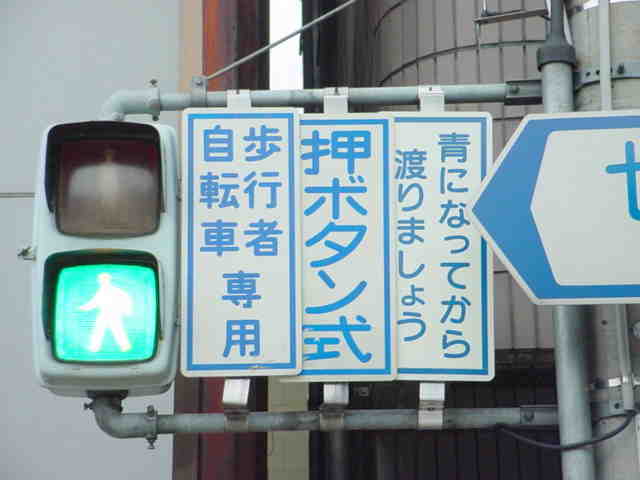 歩行者
自転車
専用
押ボタン式
青になってから
渡りましょう